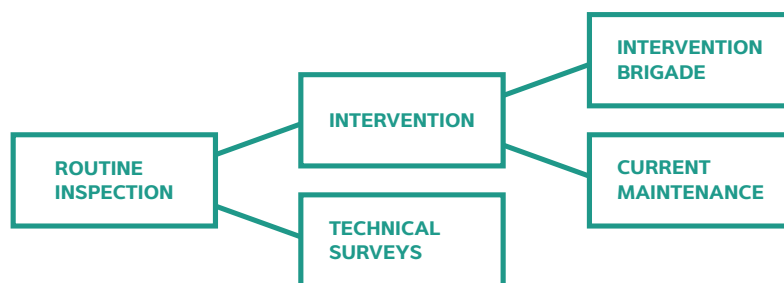 INTERVENTION
BRIGADE
INTERVENTION
ROUTINE
INSPECTION
CURRENT
MAINTENANCE
TECHNICAL
SURVEYS